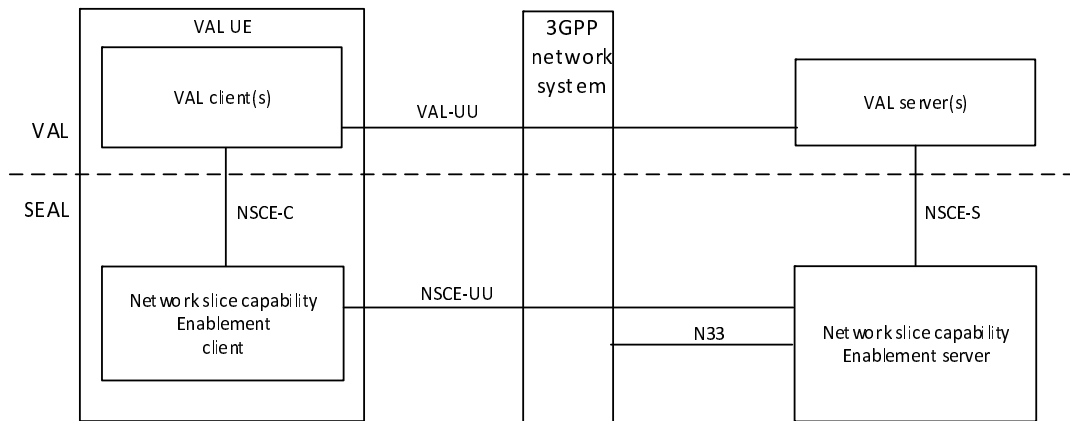 VAL UE
3GPP
network
system
VAL client(s)
VAL server(s)
VAL-UU
VAL
SEAL
NSCE-C
NSCE-S
Network slice capability
Enablement
client
NSCE-UU
N33
Network slice capability
Enablement server